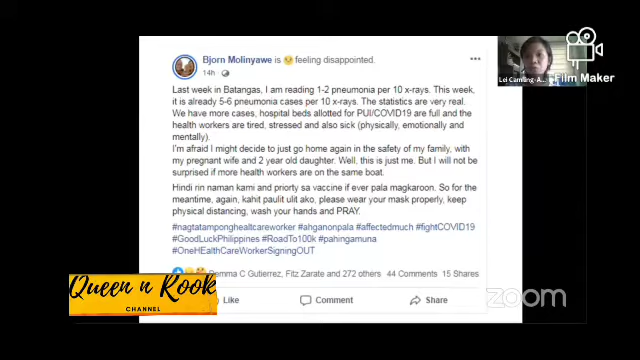 Bjorn Molinyawe is feeling disappointed.
14h
Last week in Batangas, I am reading 1-2 pneumonia per 10 x-rays. This week,
it is already 5-6 pneumonia cases per 10 x-rays. The statistics are very real.
We have more cases, hospital beds allotted for PUI/COVID19 are full and the
health workers are tired, stressed and also sick (physically, emotionally and
mentally).
I'm afraid I might decide to just go home again in the safety of my family, with
my pregnant wife and 2 year old daughter. Well, this is just me. But I will not be
surprised if more health workers are on the same boat.
Hindi rin naman kami and priorty sa vaccine if ever pala magkaroon. So for the
meantime, again, kahit paulit ulit ako, please wear your mask properly, keep
physical distancing, wash your hands and PRAY.
#nagtatamponghealthcareworker #ahganonpala #affectedmuch #fightCOVID19
#GoodLuckPhilippines #RoadTo100k #pahingamuna
#OneHEalthCareWorkerSigningOUT
Gutierrez, Fitz Zarate and 272 others 44 Comments 15 Shares
Like Comment Share
Queen n Rook
CHANNEL
zoom
Film Maker